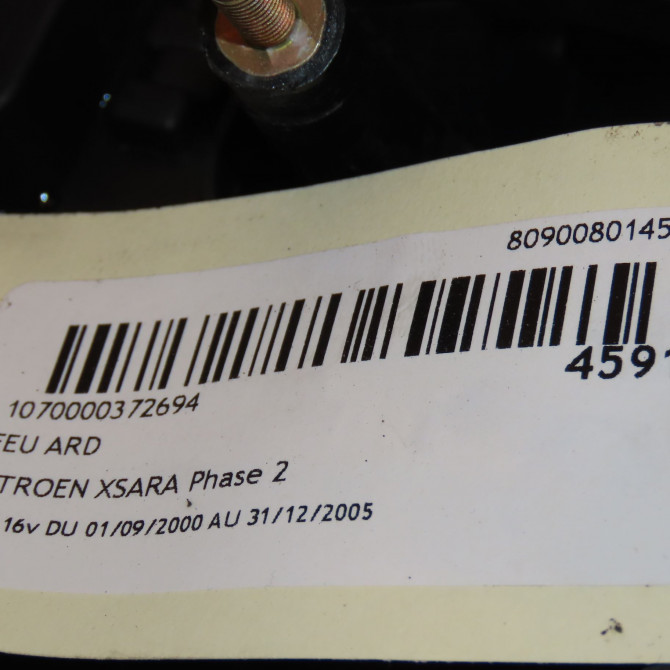 8090080145
4591
1070000372694
FEU ARD
TROEN XSARA Phase 2
16v DU 01/09/2000 AU 31/12/2005